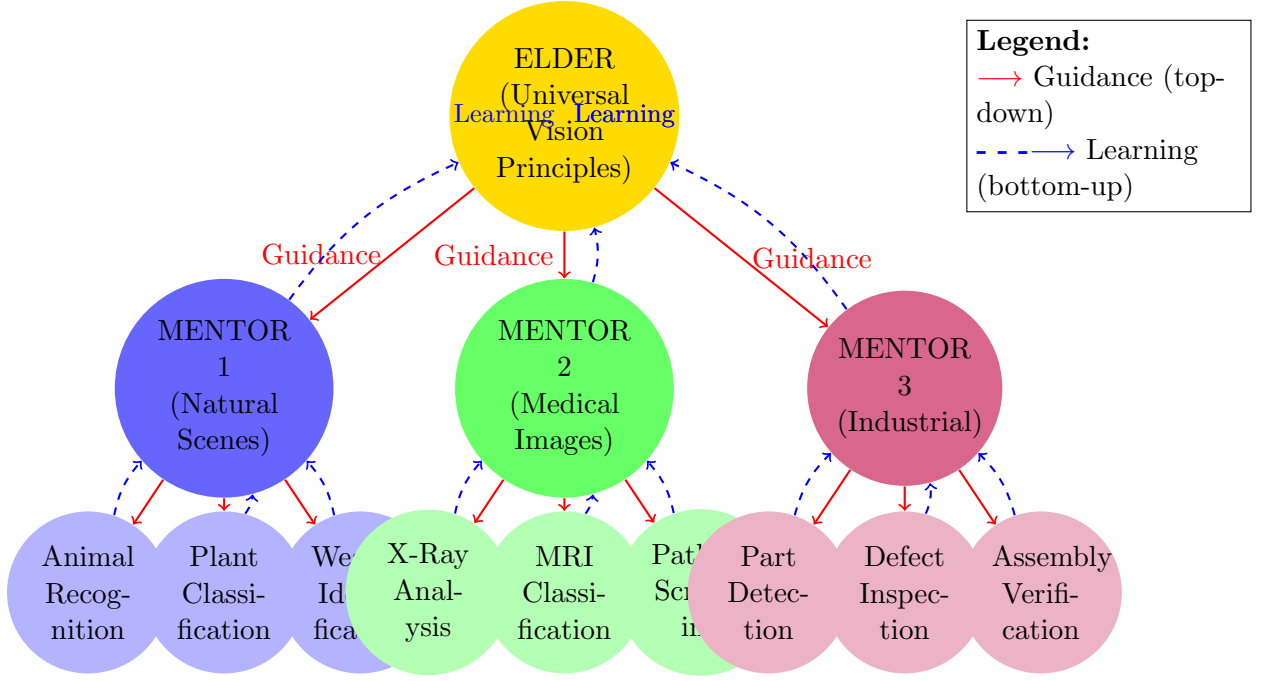 ELDER
(Universal
Vision
Principles)
Learning
Learning
Legend:
Guidance (top-
down)
Learning
(bottom-up)
Guidance
Guidance
Guidance
MENTOR
1
(Natural
Scenes)
MENTOR
2
(Medical
Images)
MENTOR
3
(Industrial)
Animal
Recog-
nition
Plant
Classi-
fication
X-Ray
Anal-
ysis
MRI
Classi-
fication
Part
Detec-
tion
Defect
Inspec-
tion
Assembly
Verifi-
cation